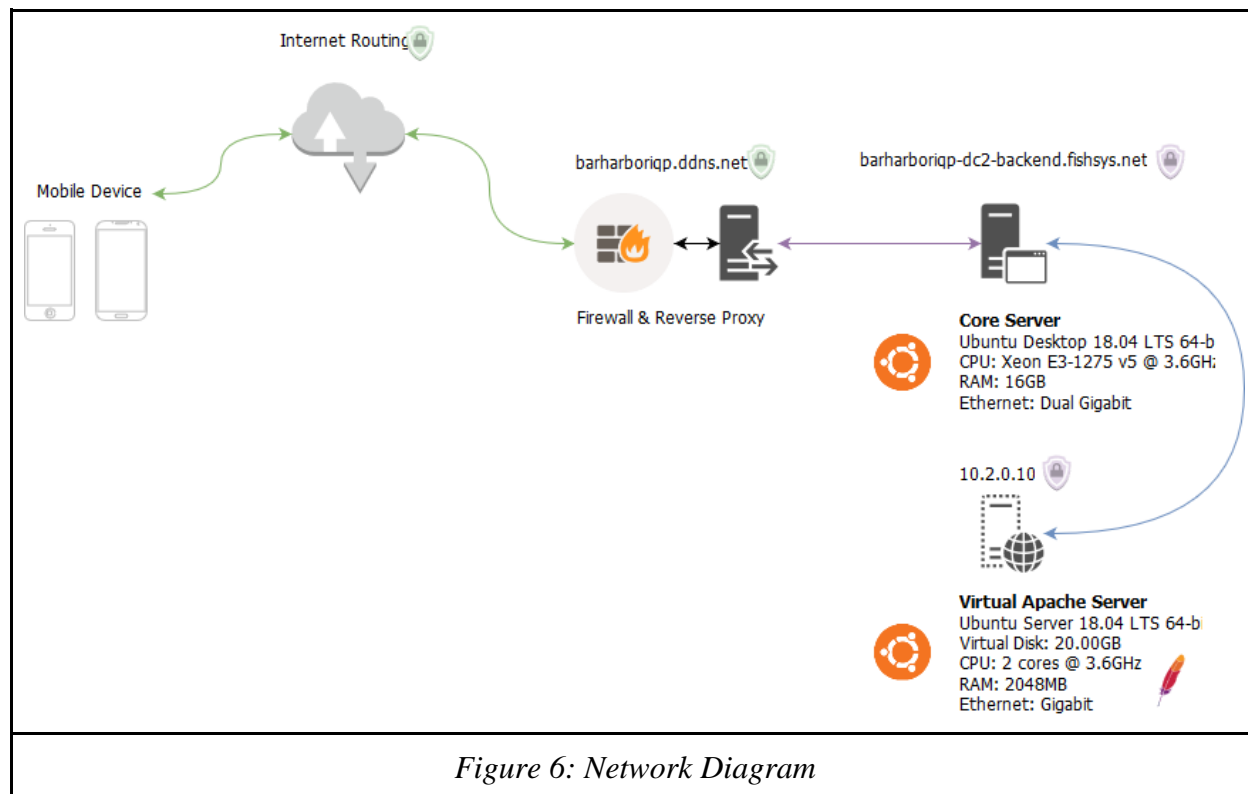 Internet Routing
barharboriqp.ddns.net
barharboriqp-dc2-backend.fishsys.net
Mobile Device
Firewall & Reverse Proxy
Core Server
Ubuntu Desktop 18.04 LTS 64-b
CPU: Xeon E3-1275 v5 @ 3.6GHz
RAM: 16GB
Ethernet: Dual Gigabit
10.2.0.10
Virtual Apache Server
Ubuntu Server 18.04 LTS 64-bi
Virtual Disk: 20.00GB
CPU: 2 cores @ 3.6GHz
RAM: 2048MB
Ethernet: Gigabit
Figure 6: Network Diagram